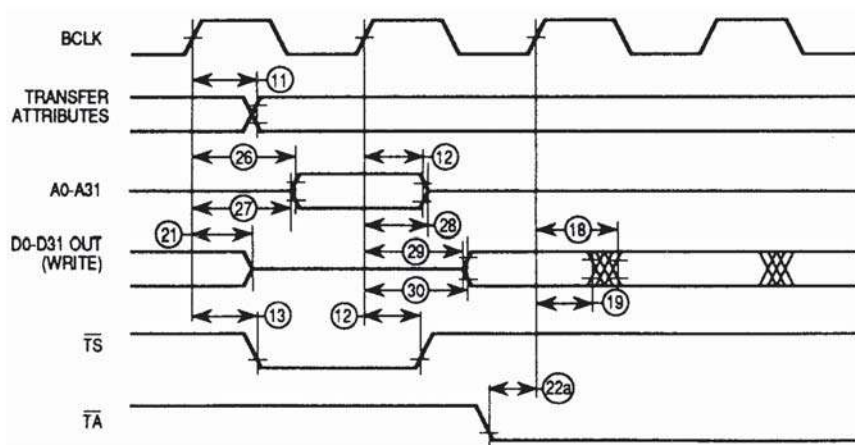 BCLK
11
TRANSFER
ATTRIBUTES
26
12
A0-A31
27
28
21
18
D0-D31 OUT
(WRITE)
29
30
19
13
12
TS
22a
TA